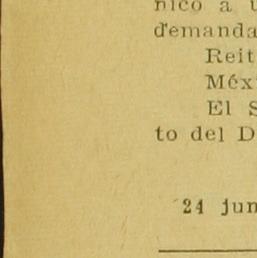 nico a u
demanda
Reit
Méx
El S
to del D
24 jun